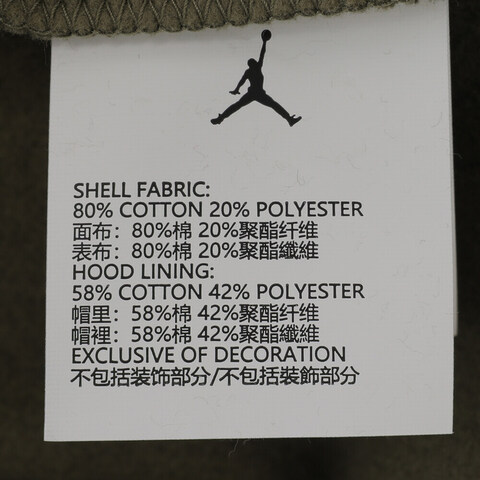 SHELL FABRIC:
80% COTTON 20% POLYESTER
面布：80%棉 20%聚酯纤维
表布：80%棉 20%聚酯纖維
HOOD LINING:
58% COTTON 42% POLYESTER
帽里：58%棉 42%聚酯纤维
帽裡：58%棉 42%聚酯纖維
EXCLUSIVE OF DECORATION
不包括装饰部分/不包括裝飾部分